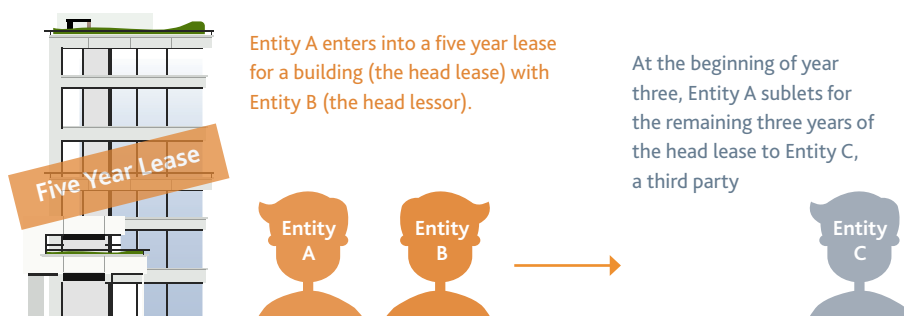 Entity A enters into a five year lease
for a building (the head lease) with
Entity B (the head lessor).
At the beginning of year
three, Entity A sublets for
the remaining three years of
the head lease to Entity C,
a third party
Five Year Lease
Entity
A
Entity
B
Entity
C